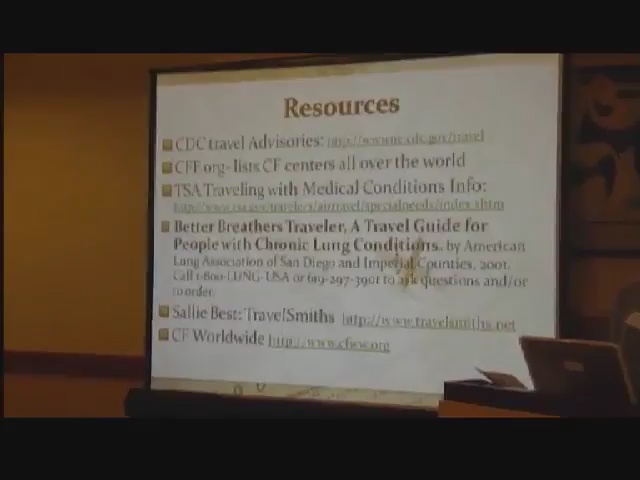 Resources
CDC travel Advisories: http://wwwnc.cdc.gov/travel
CFF.org- lists CF centers all over the world
TSA Traveling with Medical Conditions Info:
http://www.tsa.gov/travelers/airtravel/specialneeds/index.shtm
Better Breathers Traveler, A Travel Guide for
People with Chronic Lung Conditions. by American
Lung Association of San Diego and Imperial Counties, 2001.
Call 1-800-LUNG-USA or 619-297-3901 to ask questions and/or
to order.
Sallie Best: TravelSmiths http://www.travelsmiths.net
CF Worldwide http://www.cfww.org